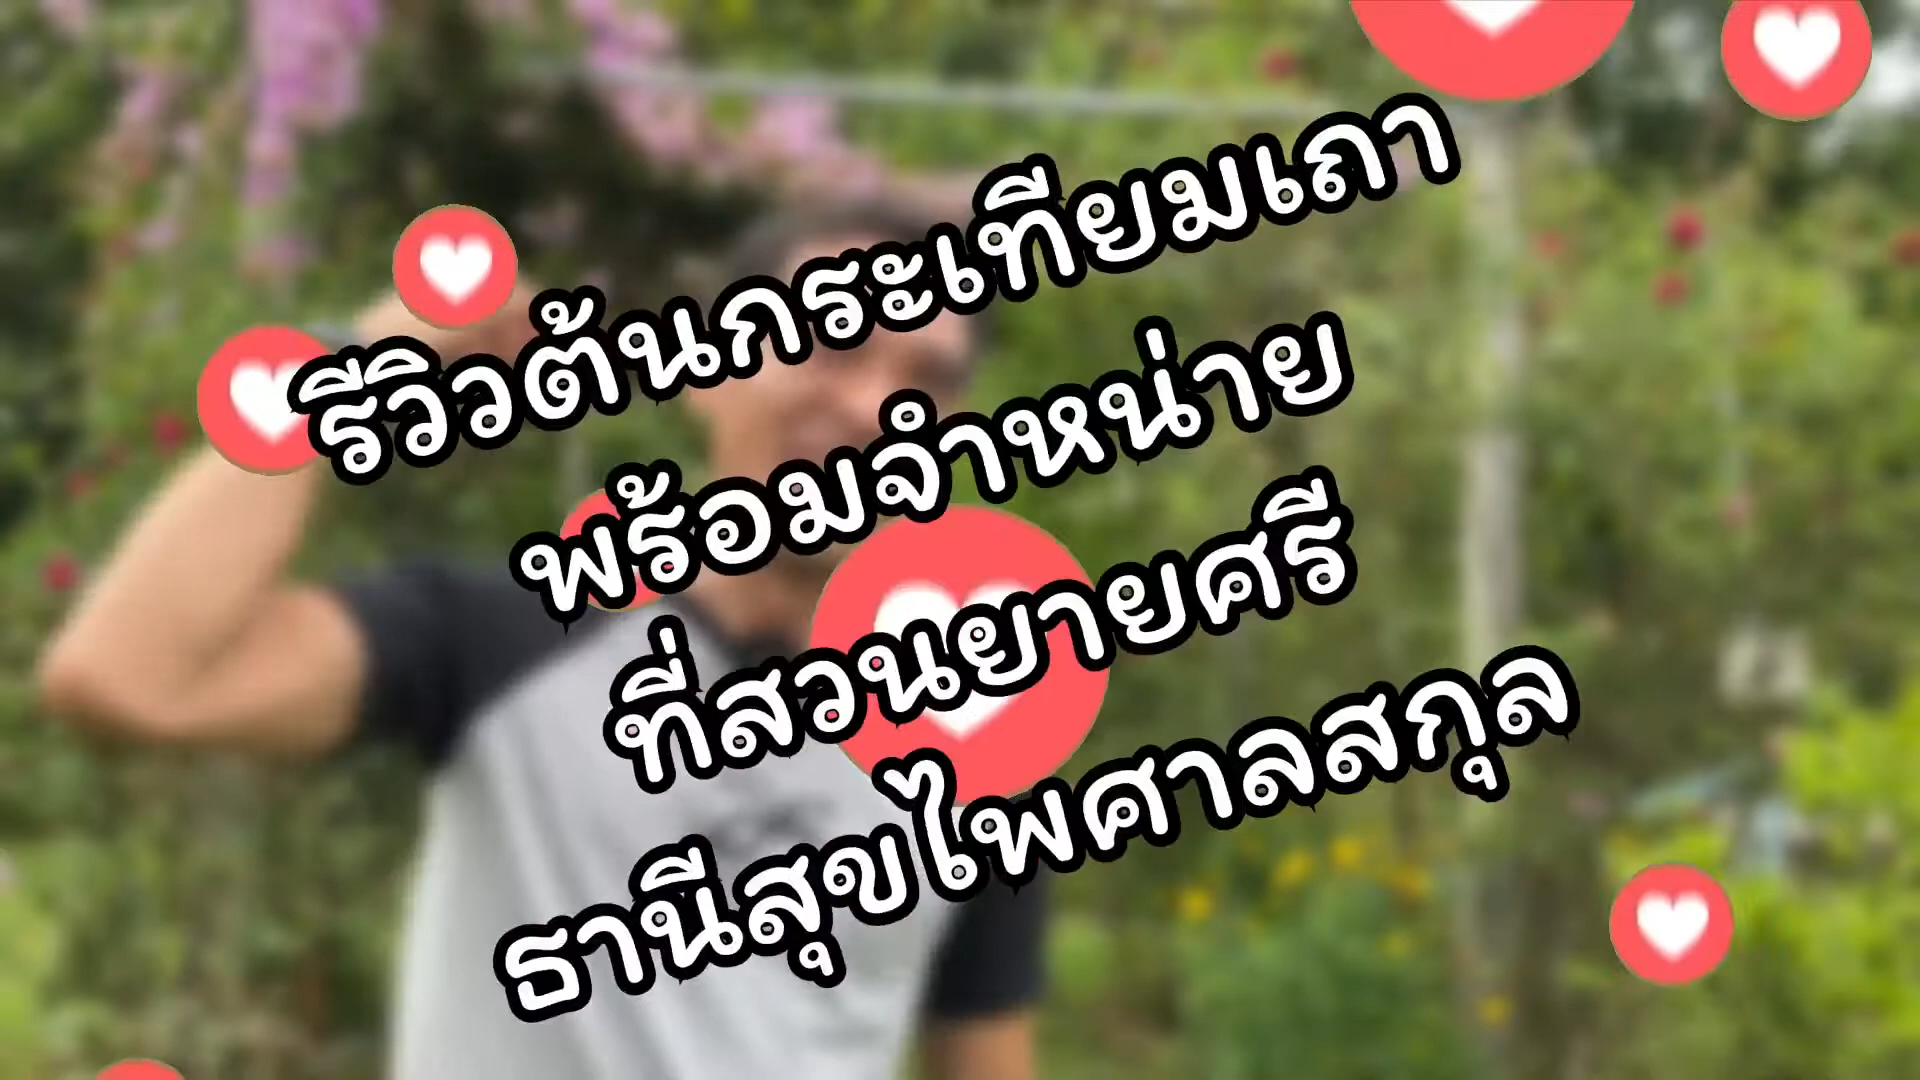 รีวิวต้นกระเทียมเถา
พร้อมจำหน่าย
ที่สวนยายศรี
ธานีสุขไพศาลสกุล